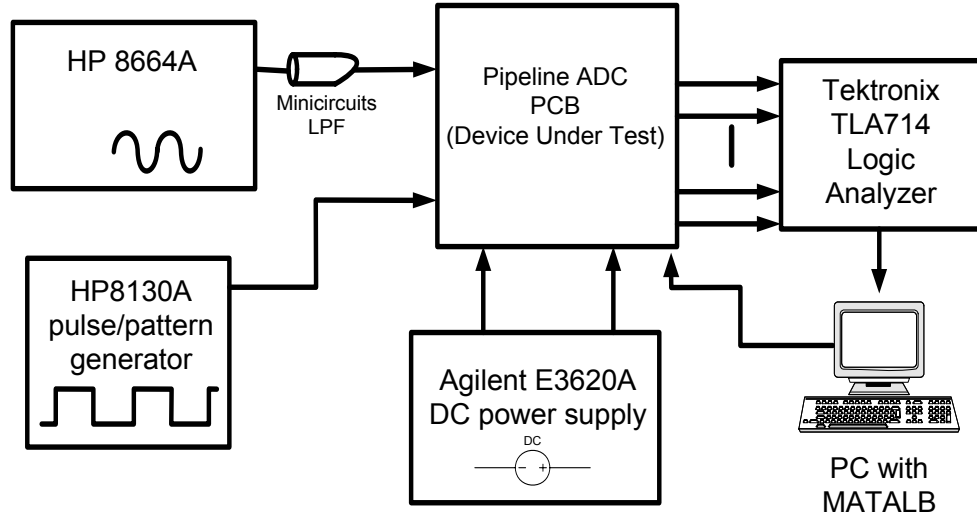 HP 8664A
Minicircuits
LPF
Pipeline ADC
PCB
(Device Under Test)
Tektronix
TLA714
Logic
Analyzer
HP8130A
pulse/pattern
generator
Agilent E3620A
DC power supply
DC
- +
PC with
MATALB